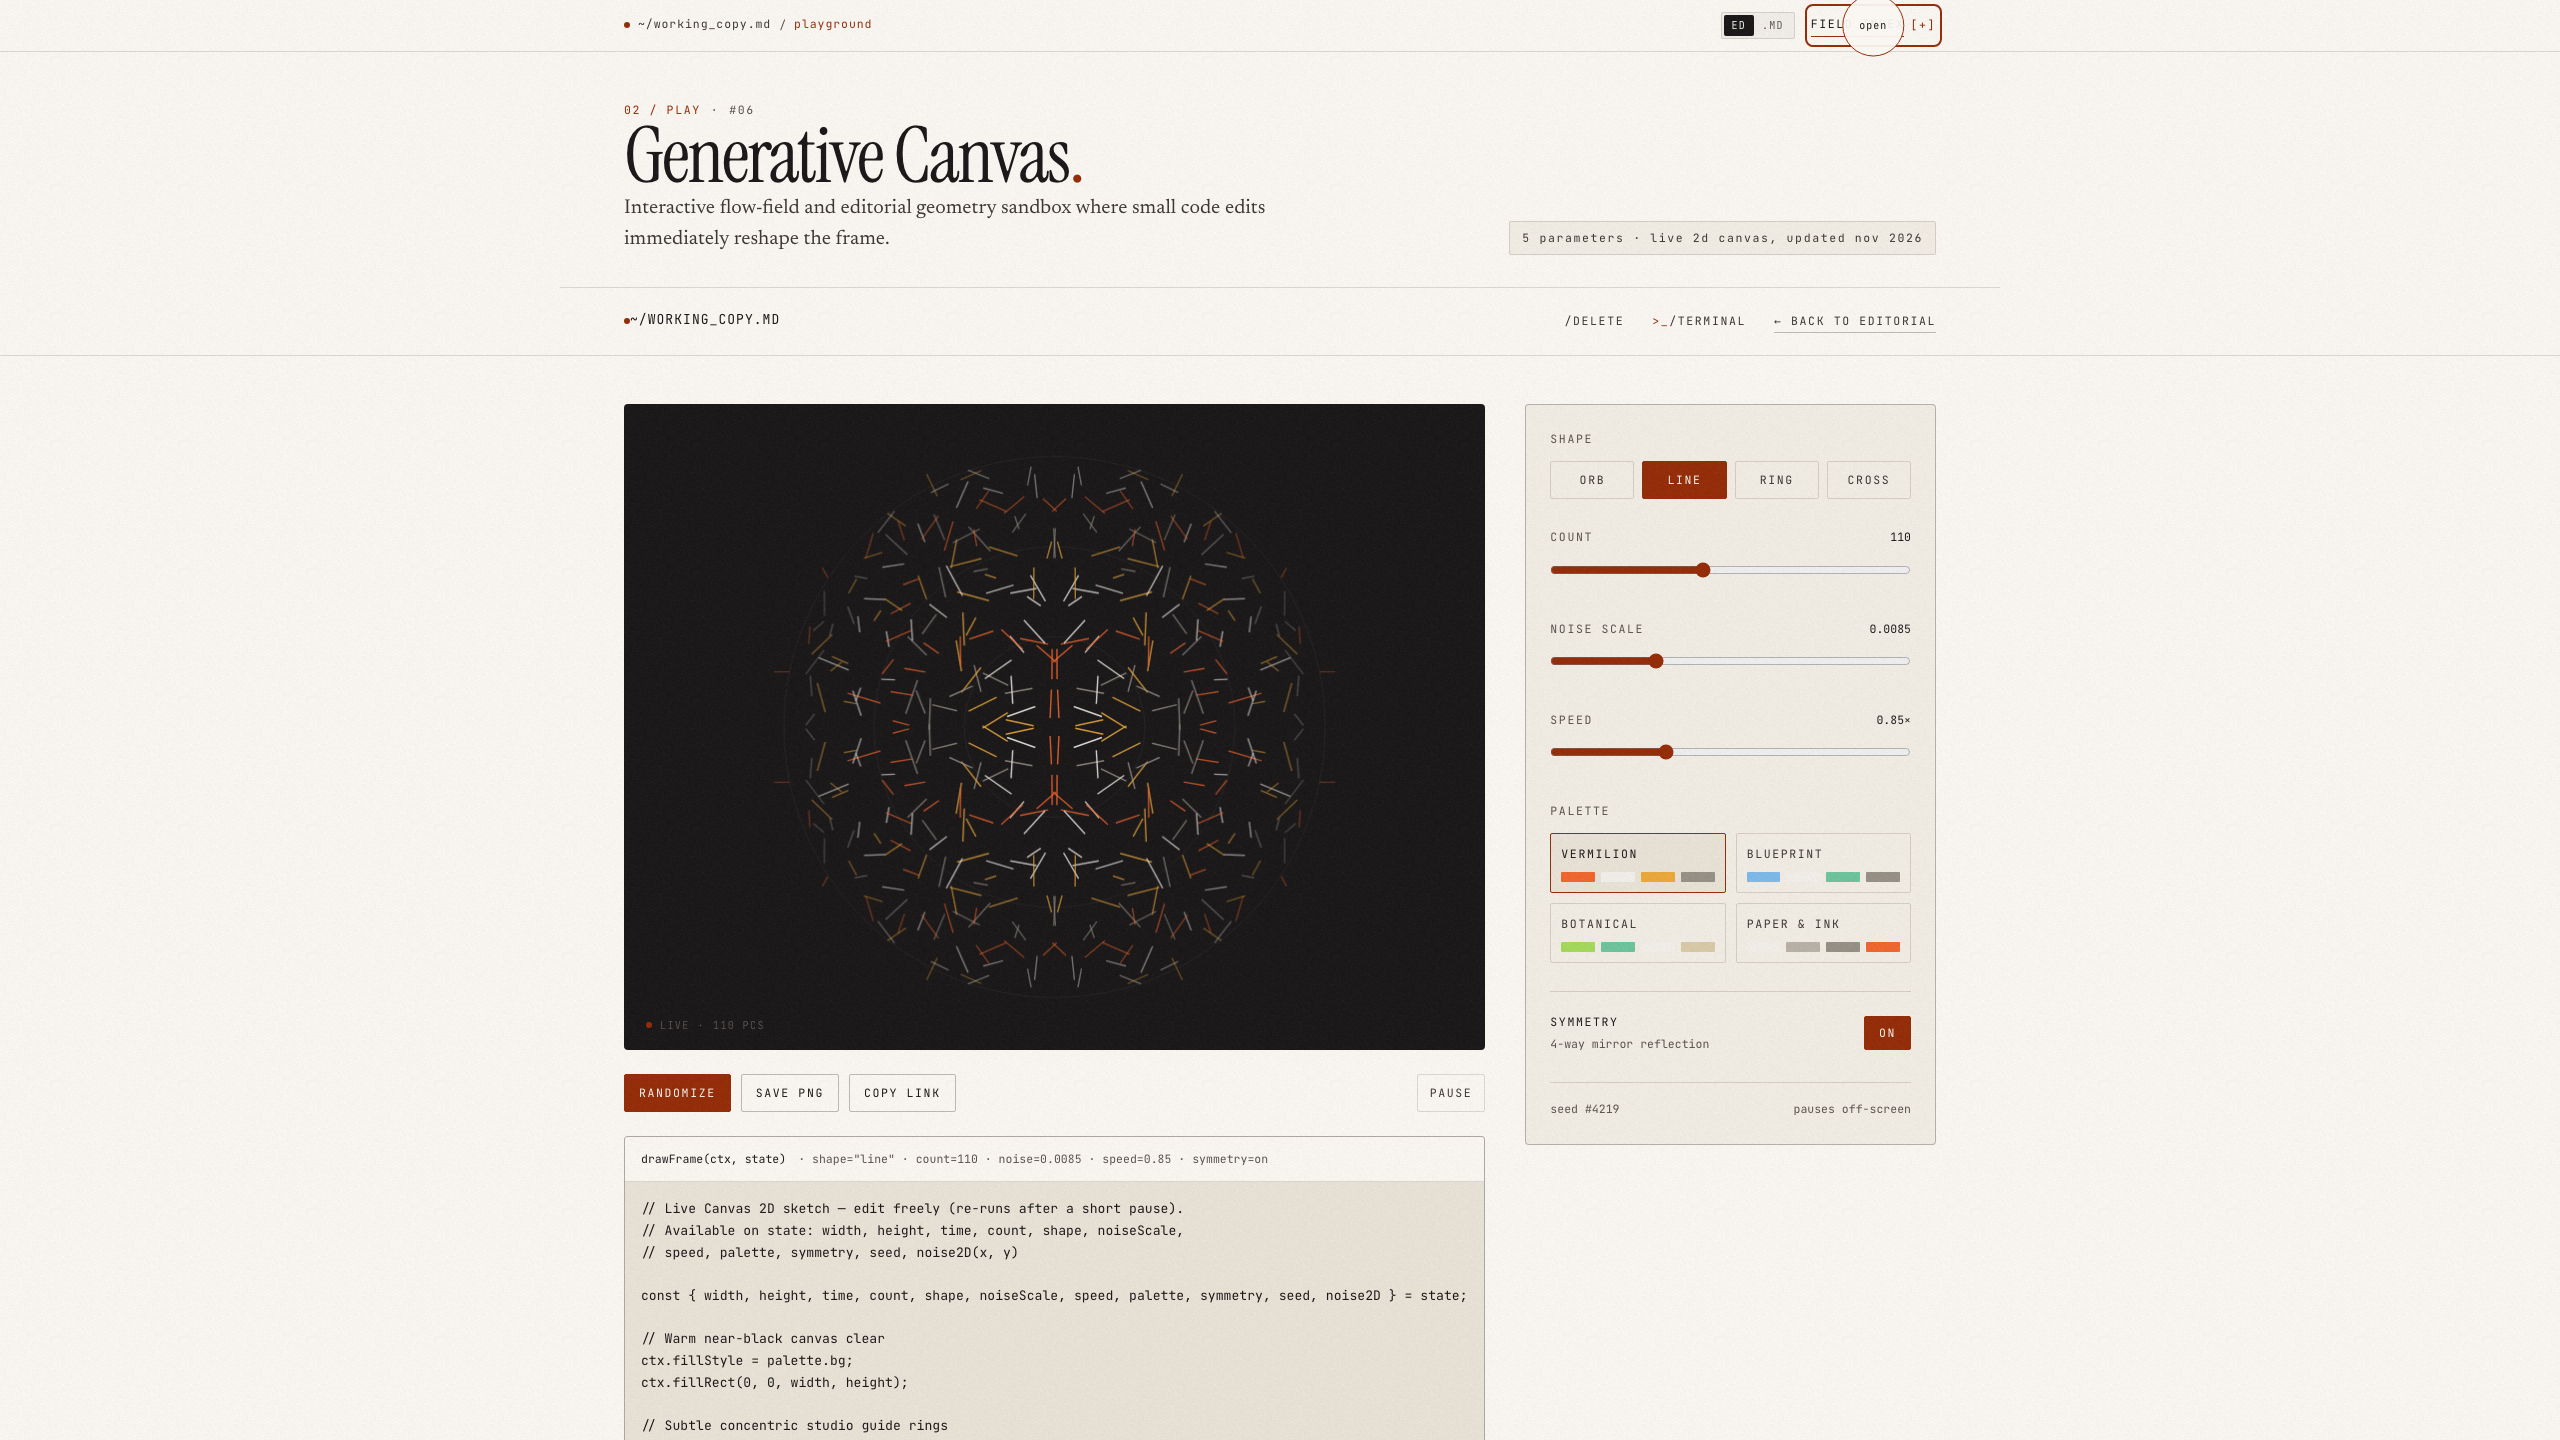 ~/working_copy.md / playground
ED .MD
open [+]
02 / PLAY · #06
Generative Canvas.
Interactive flow-field and editorial geometry sandbox where small code edits
immediately reshape the frame.
5 parameters · live 2d canvas, updated nov 2026
~/WORKING_COPY.MD
/DELETE >_/TERMINAL ← BACK TO EDITORIAL
SHAPE
ORB LINE RING CROSS
COUNT 110
NOISE SCALE 0.0085
SPEED 0.85×
PALETTE
VERMILION BLUEPRINT
BOTANICAL PAPER & INK
SYMMETRY
4-way mirror reflection
ON
seed #4219 pauses off-screen
LIVE · 110 PCS
RANDOMIZE SAVE PNG COPY LINK PAUSE
drawFrame(ctx, state) · shape="line" · count=110 · noise=0.0085 · speed=0.85 · symmetry=on
// Live Canvas 2D sketch — edit freely (re-runs after a short pause).
// Available on state: width, height, time, count, shape, noiseScale,
// speed, palette, symmetry, seed, noise2D(x, y)
const { width, height, time, count, shape, noiseScale, speed, palette, symmetry, seed, noise2D } = state;
// Warm near-black canvas clear
ctx.fillStyle = palette.bg;
ctx.fillRect(0, 0, width, height);
// Subtle concentric studio guide rings